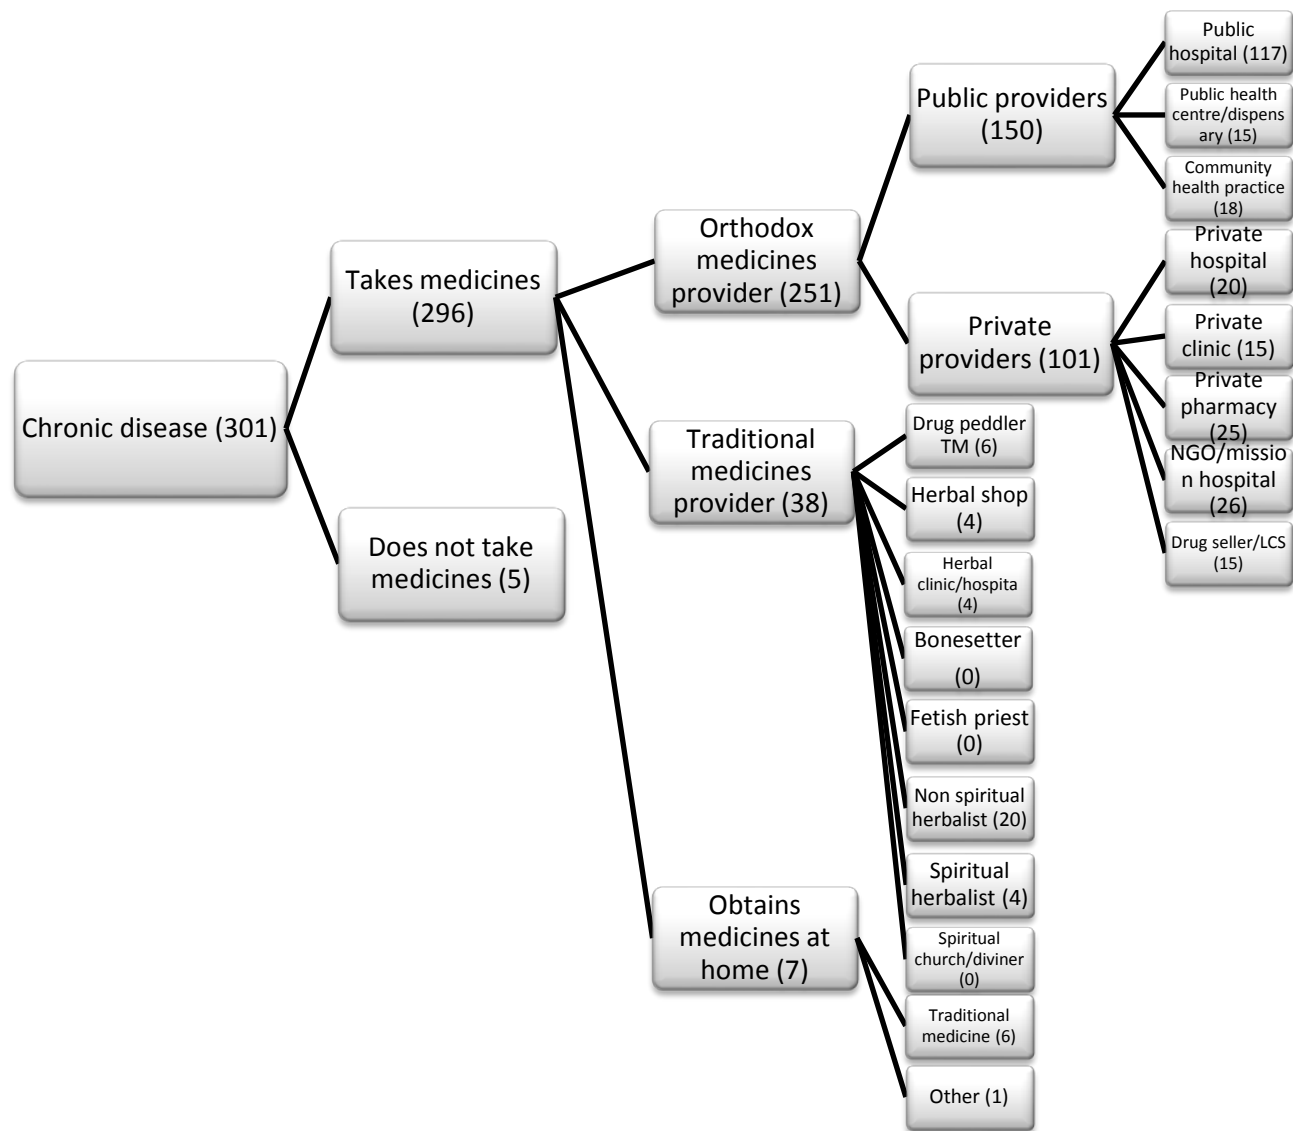 Chronic disease (301)
Takes medicines
(296)
Does not take
medicines (5)
Orthodox
medicines
provider (251)
Traditional
medicines
provider (38)
Obtains
medicines at
home (7)
Public providers
(150)
Private
providers (101)
Drug peddler
TM (6)
Herbal shop
(4)
Herbal
clinic/hospita
(4)
Bonesetter
(0)
Fetish priest
(0)
Non spiritual
herbalist (20)
Spiritual
herbalist (4)
Spiritual
church/diviner
(0)
Traditional
medicine (6)
Other (1)
Public
hospital (117)
Public health
centre/dispens
ary (15)
Community
health practice
(18)
Private
hospital
(20)
Private
clinic (15)
Private
pharmacy
(25)
NGO/missio
n hospital
(26)
Drug seller/LCS
(15)